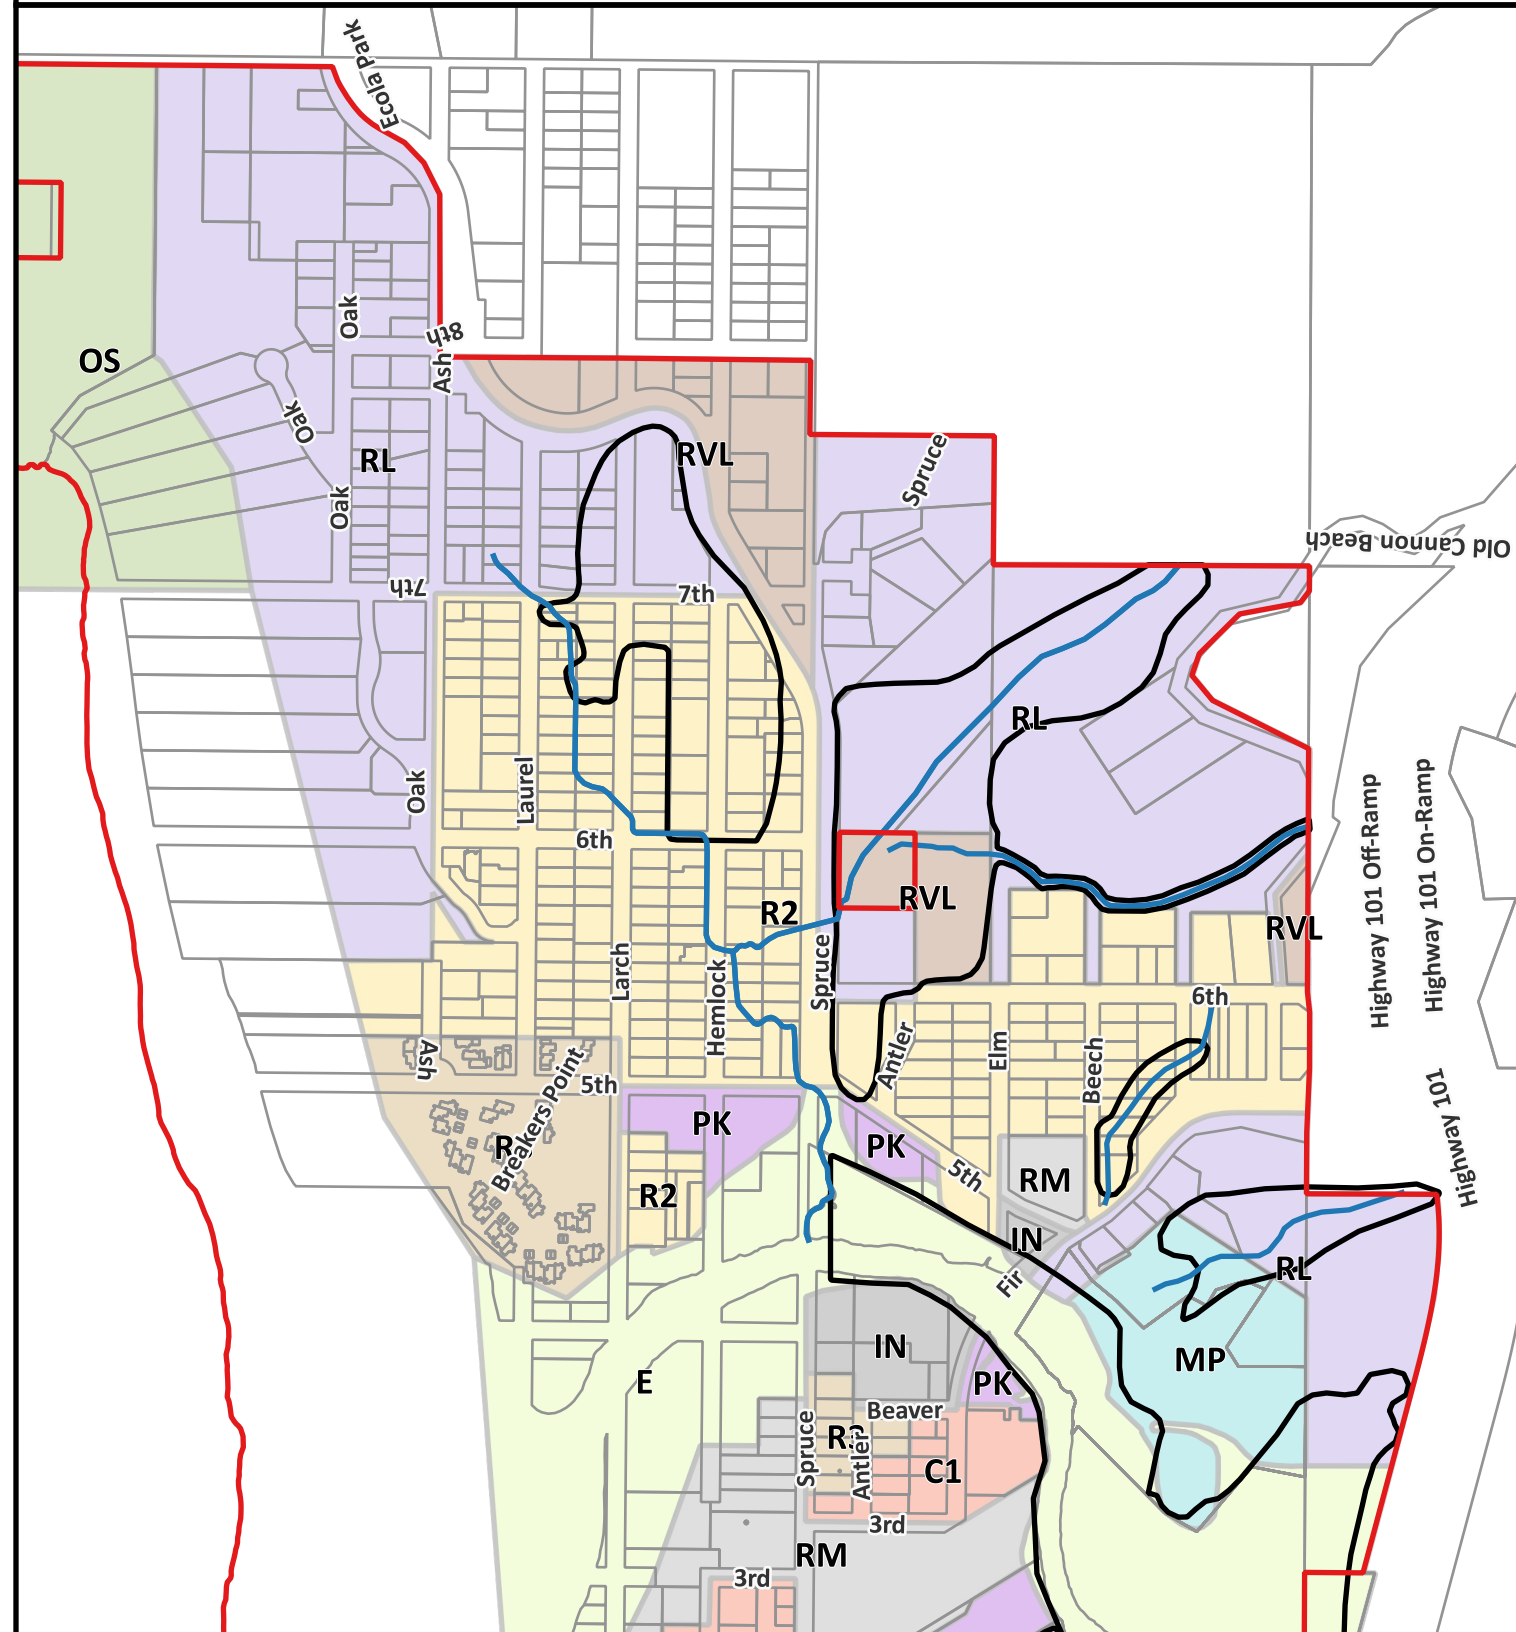 Ecola Park
Oak
8th
OS
Ash
Oak
RL
RVL
Spruce
Oak
Old Cannon Beach
7th
7th
RL
Oak
Laurel
6th
Highway 101 Off-Ramp
Highway 101 On-Ramp
R2
RVL
RVL
Larch
Hemlock
Spruce
6th
Ash
Antler
Elm
Beech
5th
PK
PK
Breakers Point
R2
5th
RM
Highway 101
IN
Fir
RL
IN
MP
E
PK
Beaver
Spruce
R3
Antler
C1
3rd
RM
3rd